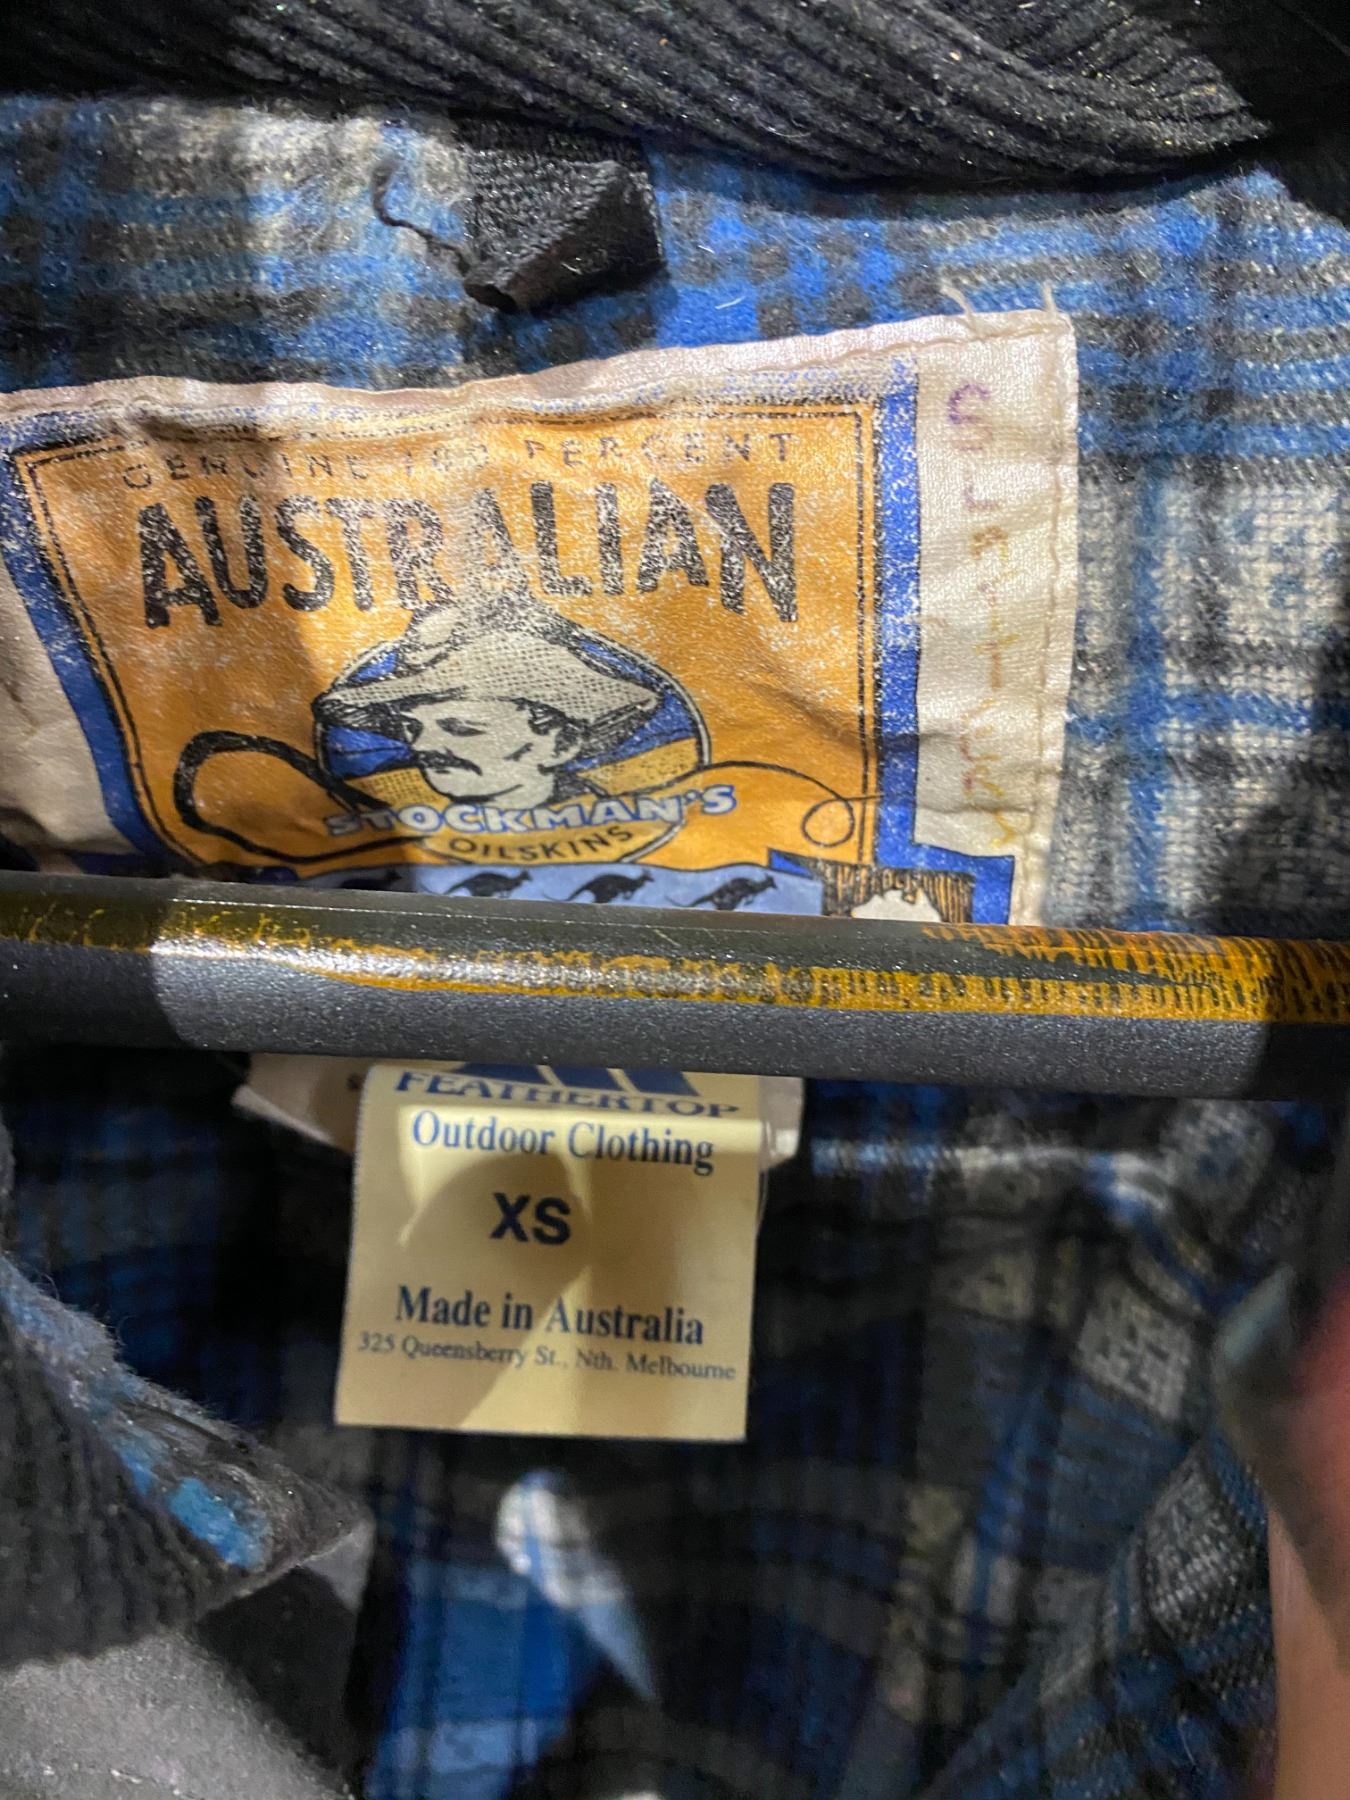 GENUINE 100 PERCENT
AUSTRALIAN
STOCKMAN'S
OILSKINS
FEATHERTOP
Outdoor Clothing
XS
Made in Australia
325 Queensberry St., Nth. Melbourne